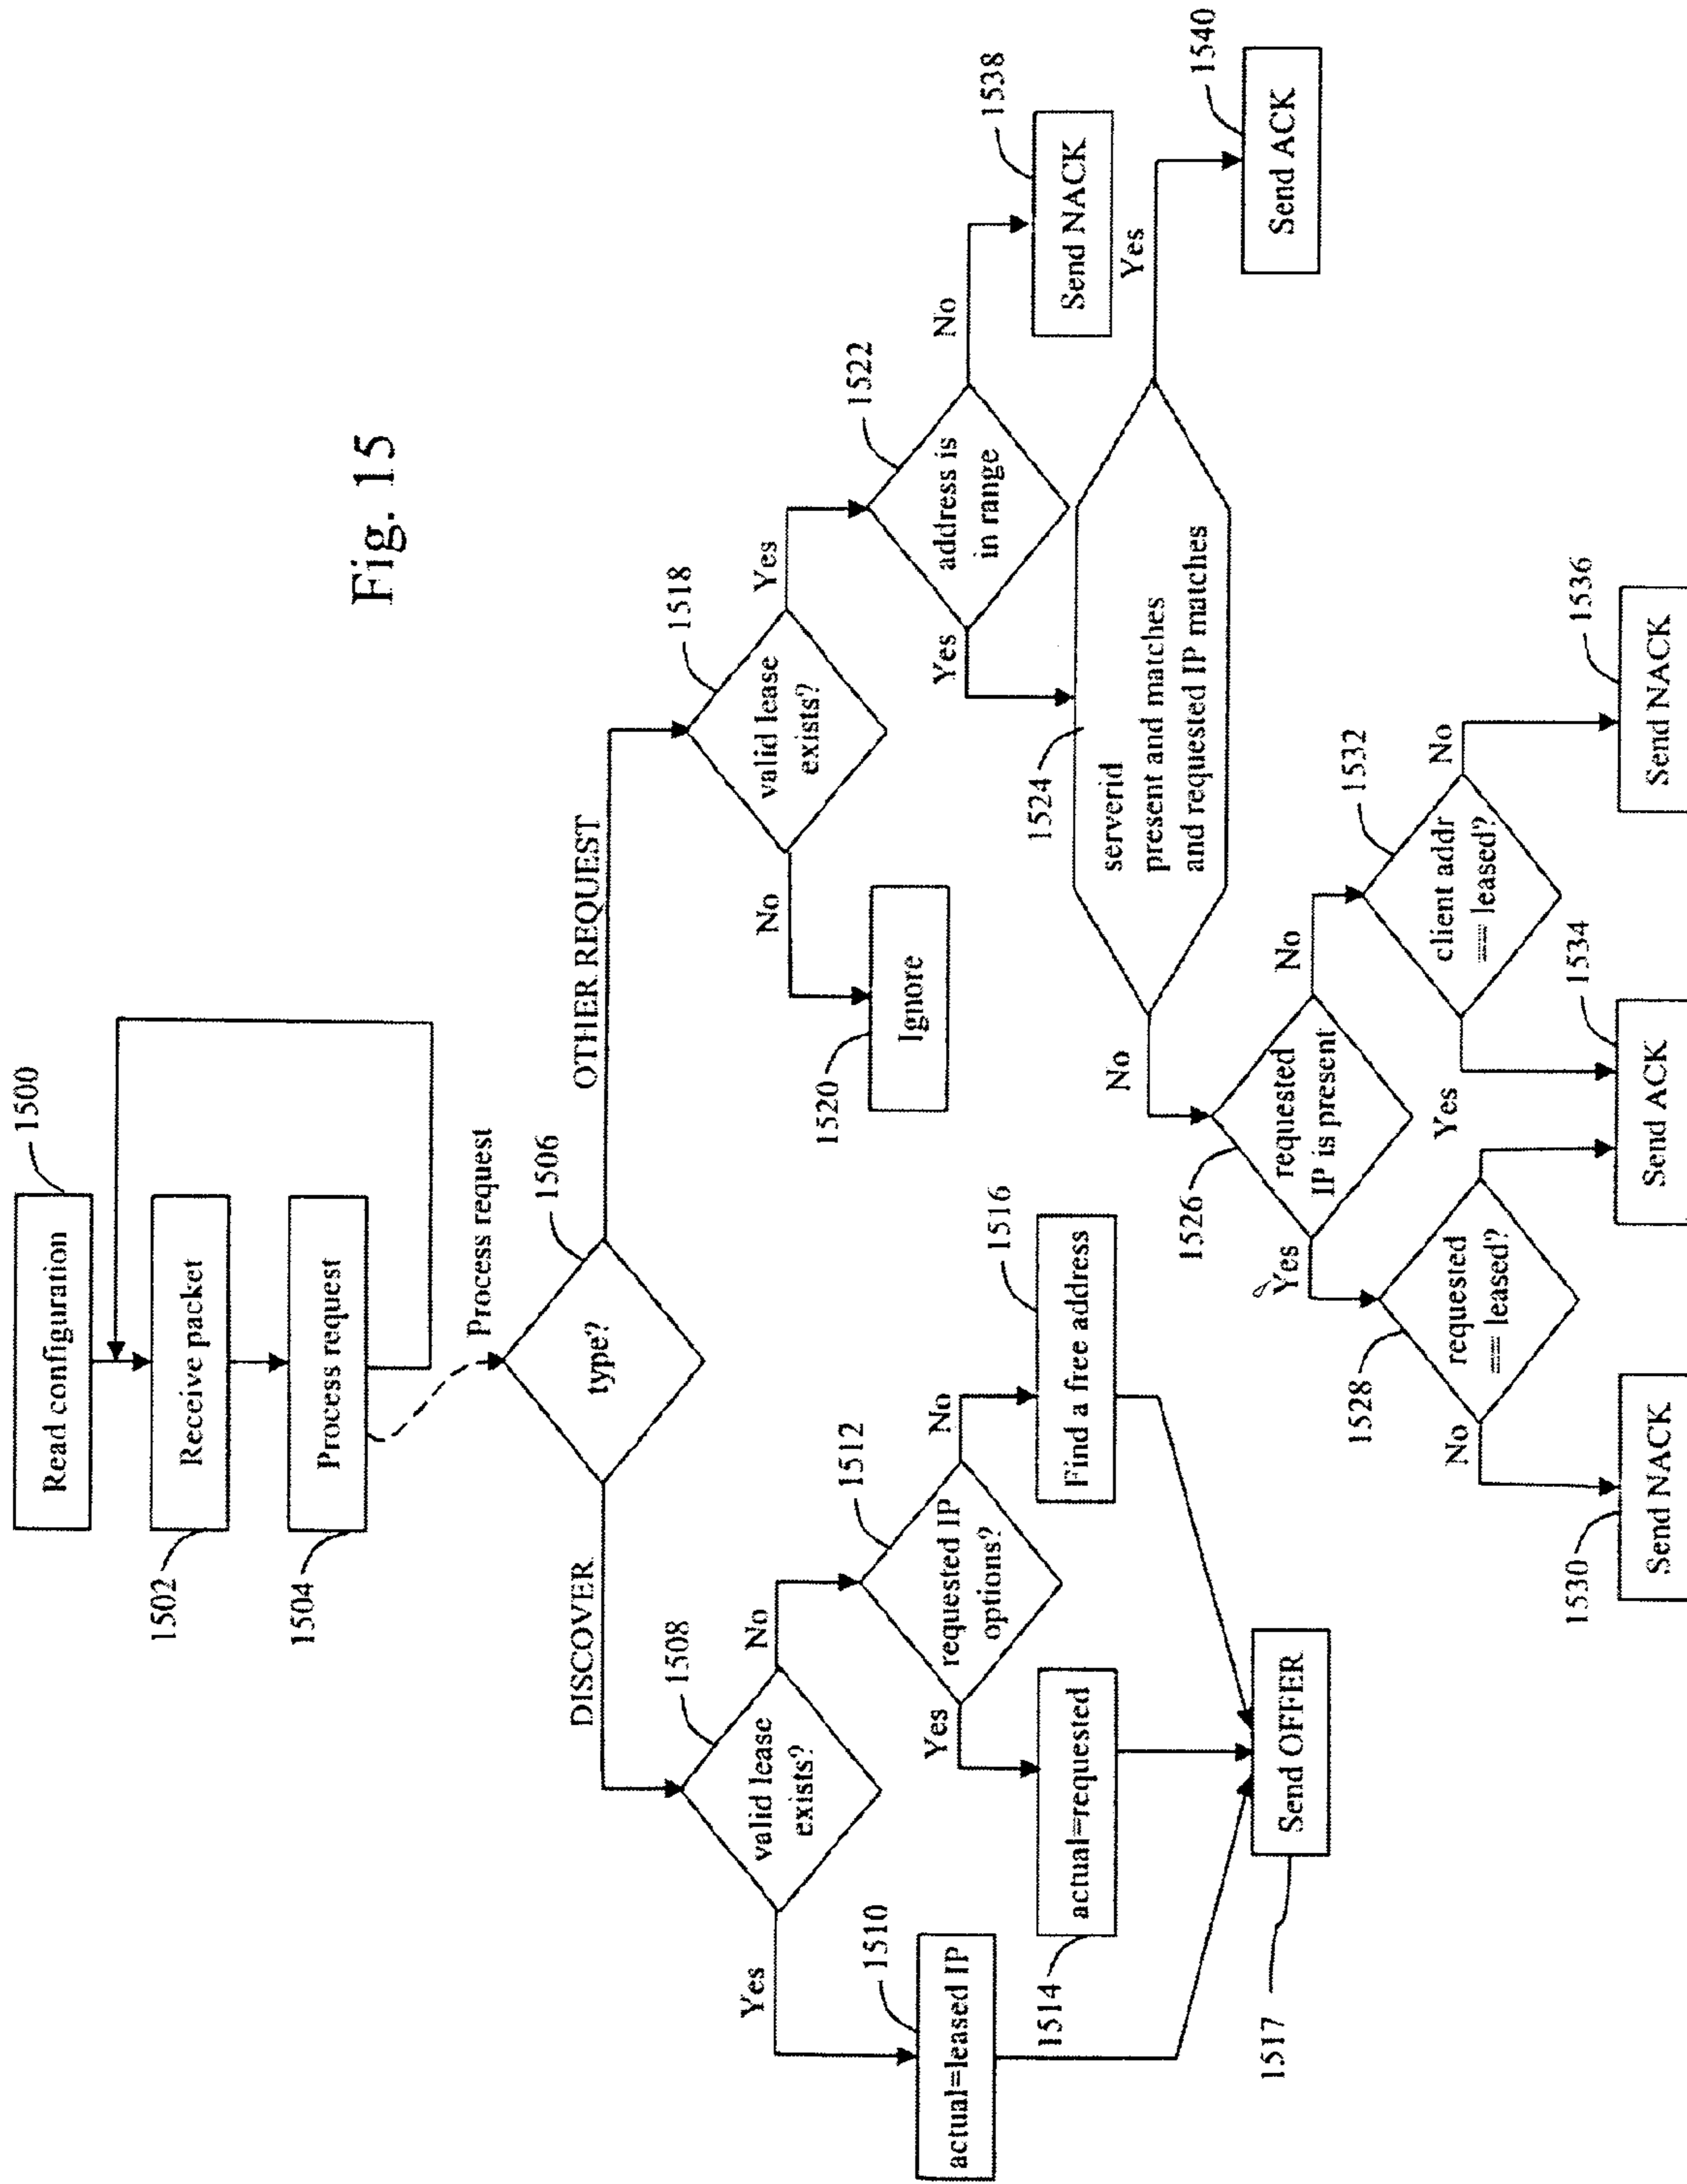 Fig. 15
Read configuration
1500
Receive packet
1502
Process request
1504
Process request
type?
1506
DISCOVER
OTHER REQUEST
valid lease
exists?
1508
Yes
No
actual=leased IP
1510
requested IP
options?
1512
Yes
No
actual=requested
1514
Find a free address
1516
Send OFFER
1517
valid lease
exists?
1518
No
Yes
Ignore
1520
address is
in range
1522
Yes
No
Send NACK
1538
serverid
present and matches
and requested IP matches
1524
No
Yes
Send ACK
1540
requested
IP is present
1526
Yes
No
requested
== leased?
1528
client addr
== leased?
1532
No
Yes
No
Send NACK
1530
Send ACK
1534
Send NACK
1536